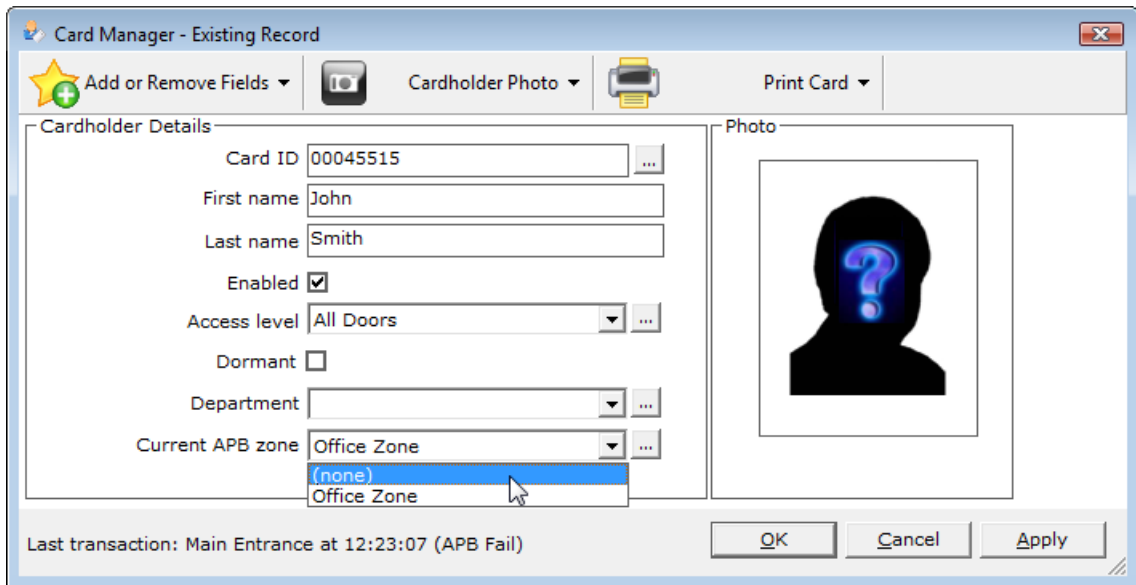 Card Manager - Existing Record
Add or Remove Fields
Cardholder Photo
Print Card
Cardholder Details
Photo
Card ID 00045515 ...
First name John
Last name Smith
Enabled
Access level All Doors ...
Dormant
Department ...
Current APB zone Office Zone ...
(none)
Office Zone
Last transaction: Main Entrance at 12:23:07 (APB Fail)
OK Cancel Apply